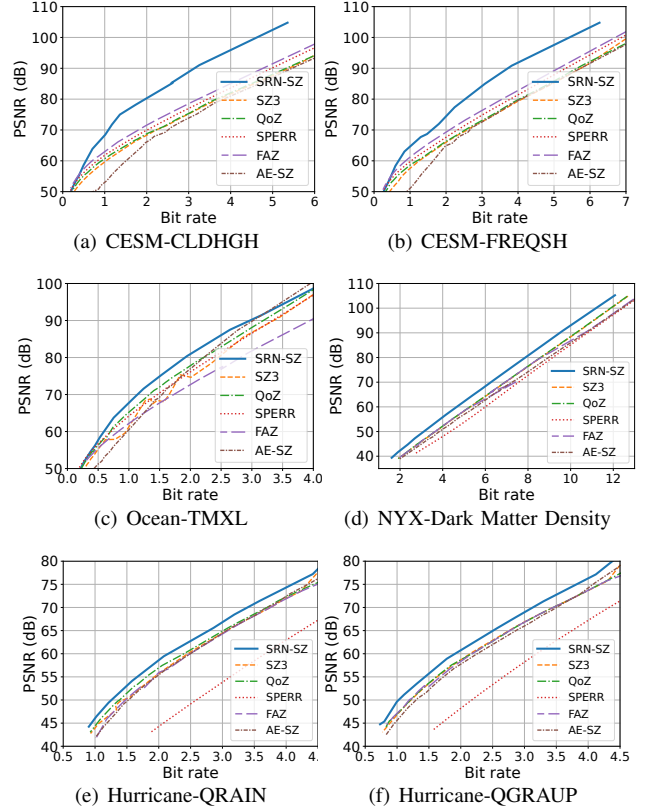 110
100
90
80
70
60
50
PSNR (dB)
0 1 2 3 4 5 6
Bit rate
SRN-SZ
SZ3
QoZ
SPERR
FAZ
AE-SZ
(a) CESM-CLDHGH
110
100
90
80
70
60
50
PSNR (dB)
0 1 2 3 4 5 6 7
Bit rate
SRN-SZ
SZ3
QoZ
SPERR
FAZ
AE-SZ
(b) CESM-FREQSH
100
90
80
70
60
50
PSNR (dB)
0.0 0.5 1.0 1.5 2.0 2.5 3.0 3.5 4.0
Bit rate
SRN-SZ
SZ3
QoZ
SPERR
FAZ
AE-SZ
(c) Ocean-TMXL
110
100
90
80
70
60
50
40
PSNR (dB)
2 4 6 8 10 12
Bit rate
SRN-SZ
SZ3
QoZ
SPERR
FAZ
AE-SZ
(d) NYX-Dark Matter Density
80
75
70
65
60
55
50
45
40
PSNR (dB)
0.5 1.0 1.5 2.0 2.5 3.0 3.5 4.0 4.5
Bit rate
SRN-SZ
SZ3
QoZ
SPERR
FAZ
AE-SZ
(e) Hurricane-QRAIN
80
75
70
65
60
55
50
45
40
PSNR (dB)
0.5 1.0 1.5 2.0 2.5 3.0 3.5 4.0 4.5
Bit rate
SRN-SZ
SZ3
QoZ
SPERR
FAZ
AE-SZ
(f) Hurricane-QGRAUP